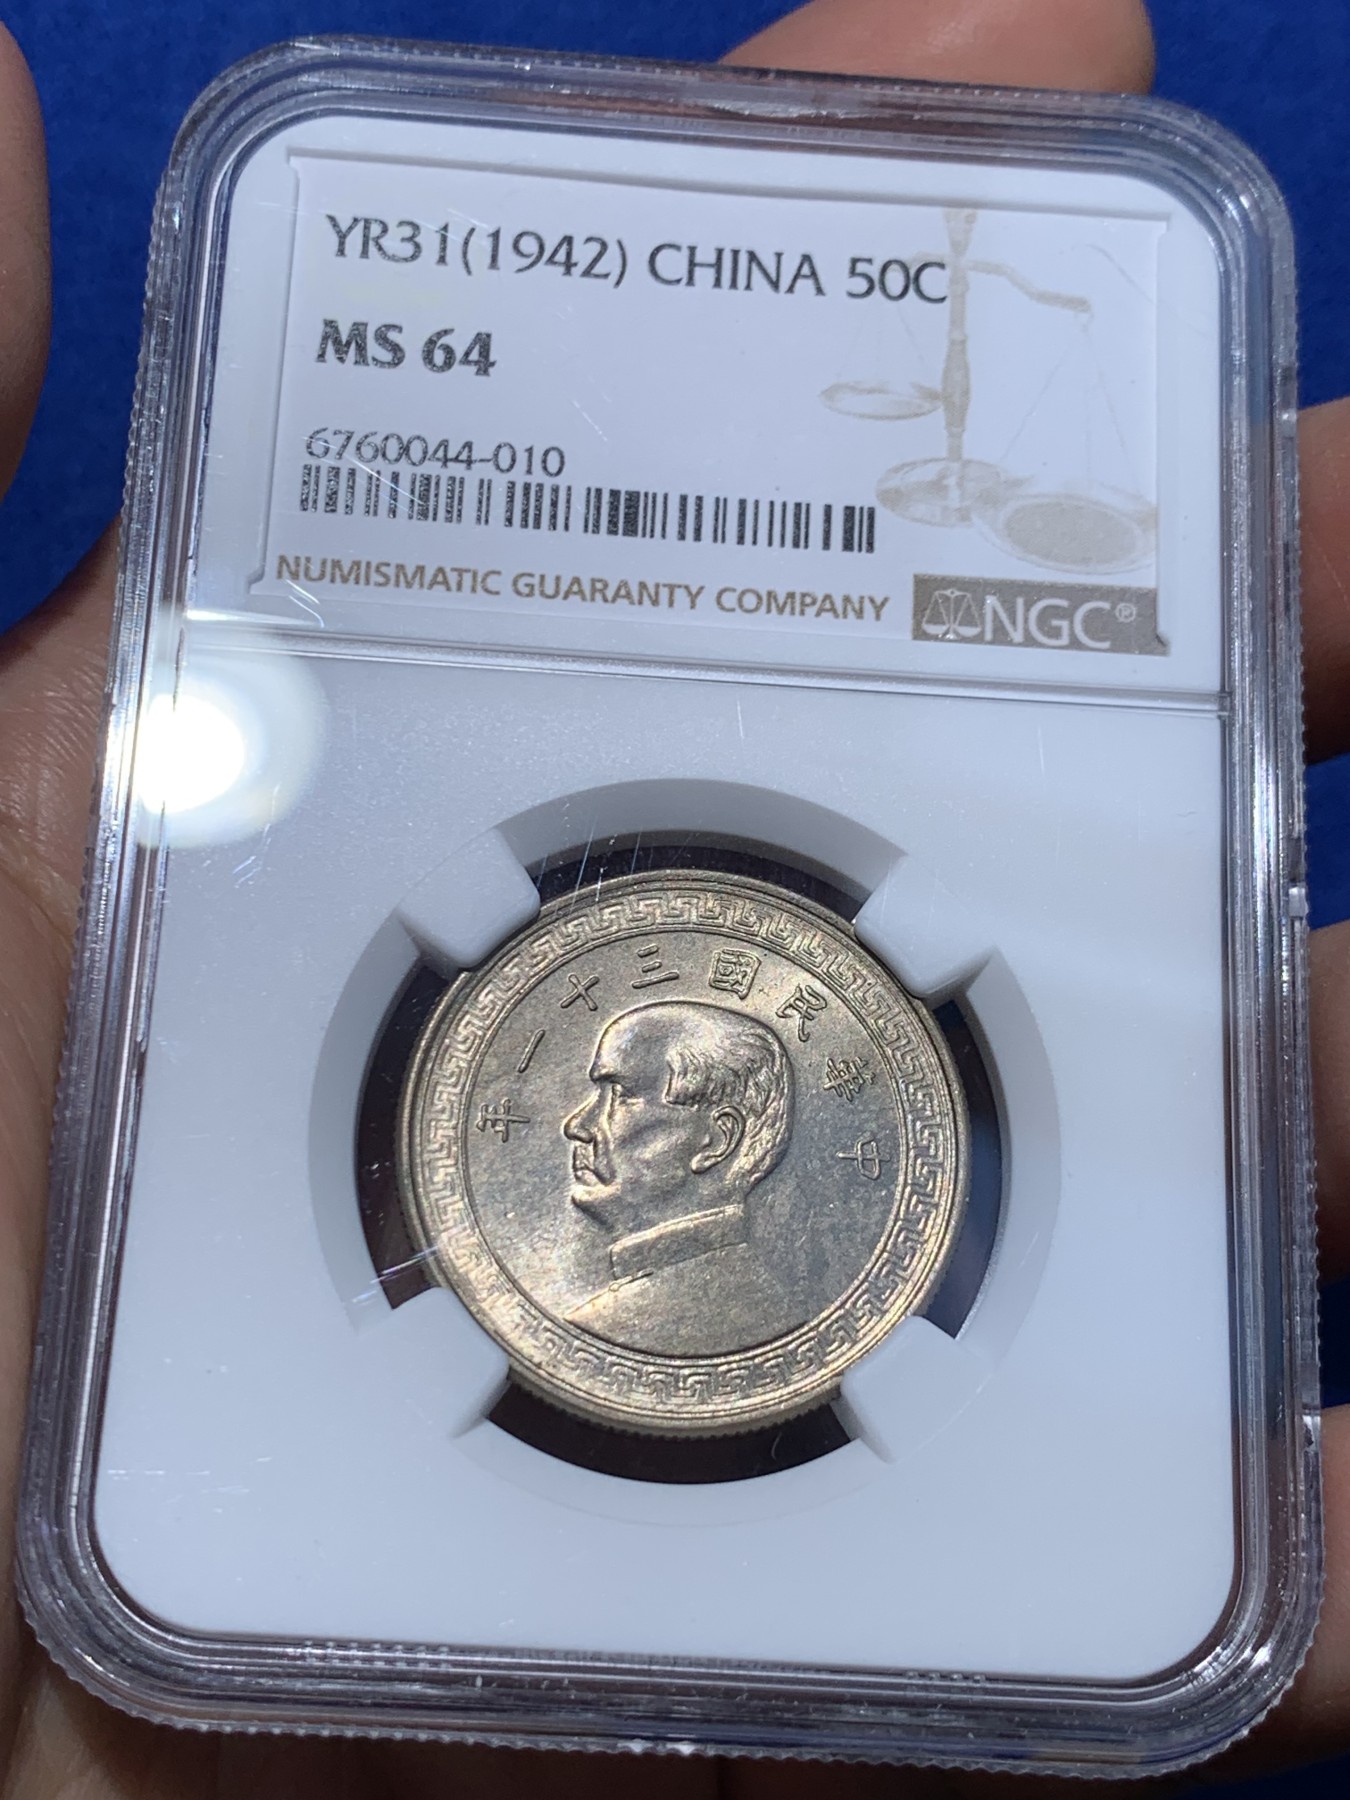 YR31(1942) CHINA 50C
MS 64
6760044-010
NUMISMATIC GUARANTY COMPANY
NGC®
中華民國三十一年